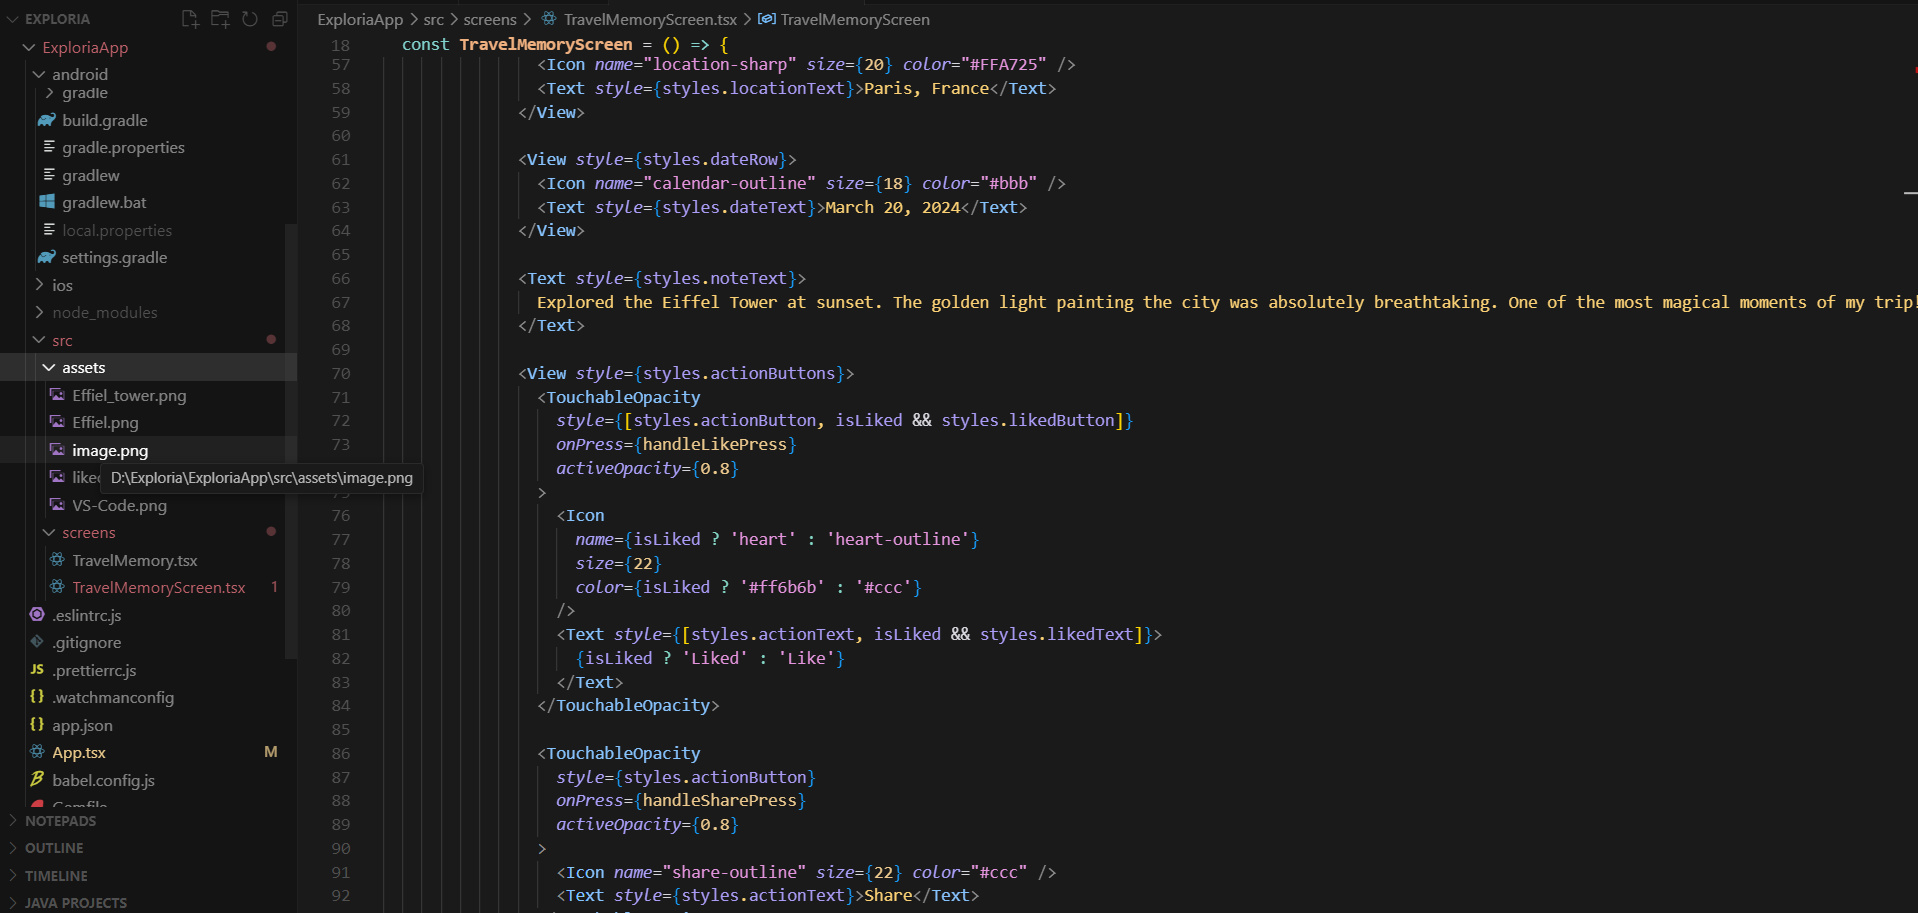 EXPLORIA
ExploriaApp
android
gradle
build.gradle
gradle.properties
gradlew
gradlew.bat
local.properties
settings.gradle
ios
node_modules
src
assets
Effiel_tower.png
Effiel.png
image.png
D:\Exploria\ExploriaApp\src\assets\image.png
VS-Code.png
screens
TravelMemory.tsx
TravelMemoryScreen.tsx 1
.eslintrc.js
.gitignore
JS .prettierrc.js
{} .watchmanconfig
{} app.json
App.tsx M
babel.config.js
Gemfile
NOTEPADS
OUTLINE
TIMELINE
JAVA PROJECTS
ExploriaApp > src > screens > TravelMemoryScreen.tsx > TravelMemoryScreen
18 const TravelMemoryScreen = () => {
57 <Icon name="location-sharp" size={20} color="#FFA725" />
58 <Text style={styles.locationText}>Paris, France</Text>
59 </View>
60
61 <View style={styles.dateRow}>
62 <Icon name="calendar-outline" size={18} color="#bbb" />
63 <Text style={styles.dateText}>March 20, 2024</Text>
64 </View>
65
66 <Text style={styles.noteText}>
67 Explored the Eiffel Tower at sunset. The golden light painting the city was absolutely breathtaking. One of the most magical moments of my trip!
68 </Text>
69
70 <View style={styles.actionButtons}>
71 <TouchableOpacity
72 style={[styles.actionButton, isLiked && styles.likedButton]}
73 onPress={handleLikePress}
activeOpacity={0.8}
>
76 <Icon
77 name={isLiked ? 'heart' : 'heart-outline'}
78 size={22}
79 color={isLiked ? '#ff6b6b' : '#ccc'}
80 />
81 <Text style={[styles.actionText, isLiked && styles.likedText]}>
82 {isLiked ? 'Liked' : 'Like'}
83 </Text>
84 </TouchableOpacity>
85
86 <TouchableOpacity
87 style={styles.actionButton}
88 onPress={handleSharePress}
89 activeOpacity={0.8}
90 >
91 <Icon name="share-outline" size={22} color="#ccc" />
92 <Text style={styles.actionText}>Share</Text>